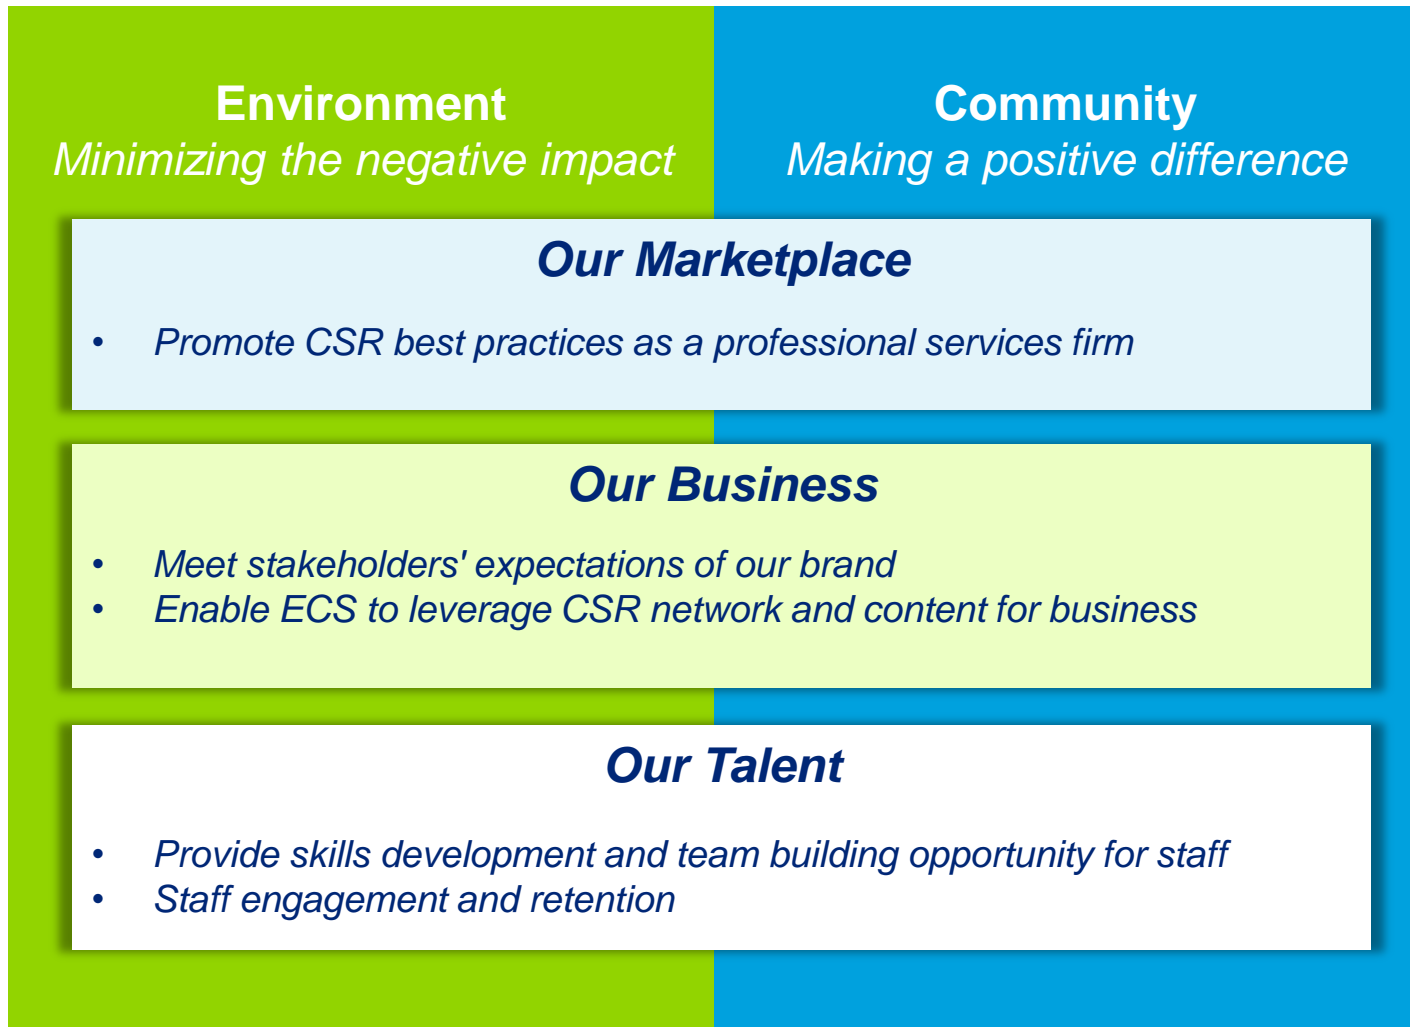 Environment
Minimizing the negative impact
Community
Making a positive difference
Our Marketplace
• Promote CSR best practices as a professional services firm
Our Business
• Meet stakeholders' expectations of our brand
• Enable ECS to leverage CSR network and content for business
Our Talent
• Provide skills development and team building opportunity for staff
• Staff engagement and retention